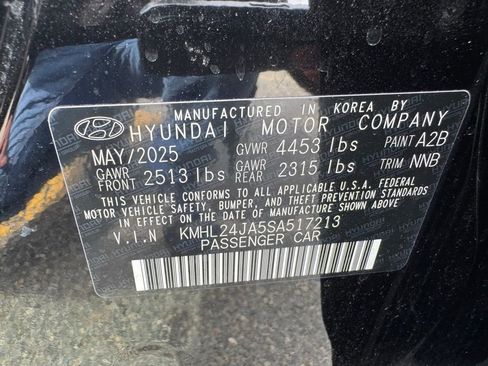 MANUFACTURED IN KOREA BY
HYUNDAI MOTOR COMPANY
MAY/2025 GVWR 4453 lbs PAINT A2B
GAWR FRONT 2513 lbs GAWR REAR 2315 lbs TRIM NNB
THIS VEHICLE CONFORMS TO ALL APPLICABLE U.S.A. FEDERAL
MOTOR VEHICLE SAFETY, BUMPER, AND THEFT PREVENTION STANDARDS
IN EFFECT ON THE DATE OF MANUFACTURE SHOWN ABOVE
V.I.N KMHL24JA5SA517213
PASSENGER CAR